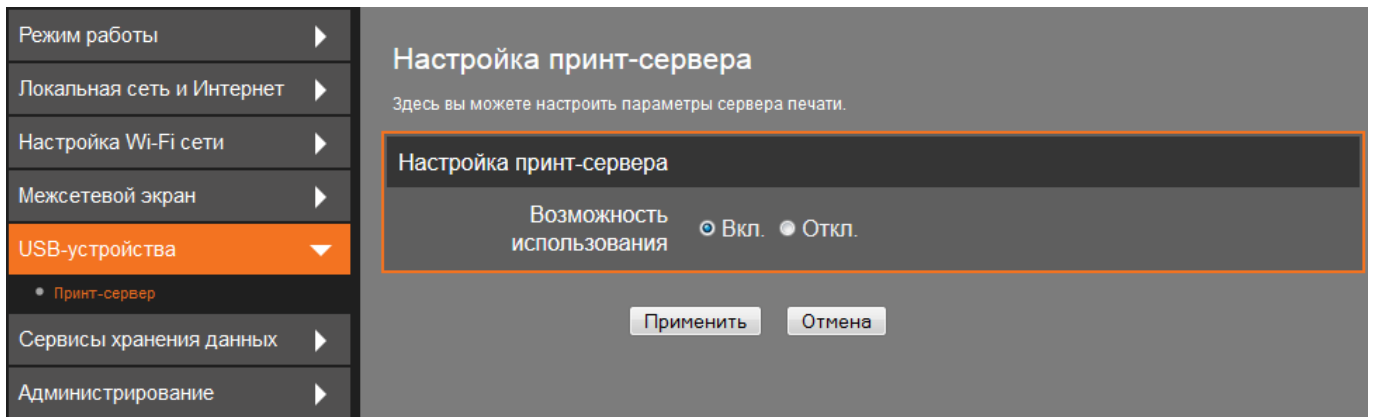 Режим работы
Локальная сеть и Интернет
Настройка Wi-Fi сети
Межсетевой экран
USB-устройства
Принт-сервер
Сервисы хранения данных
Администрирование
Настройка принт-сервера
Здесь вы можете настроить параметры сервера печати.
Настройка принт-сервера
Возможность
использования
Вкл. Откл.
Применить Отмена